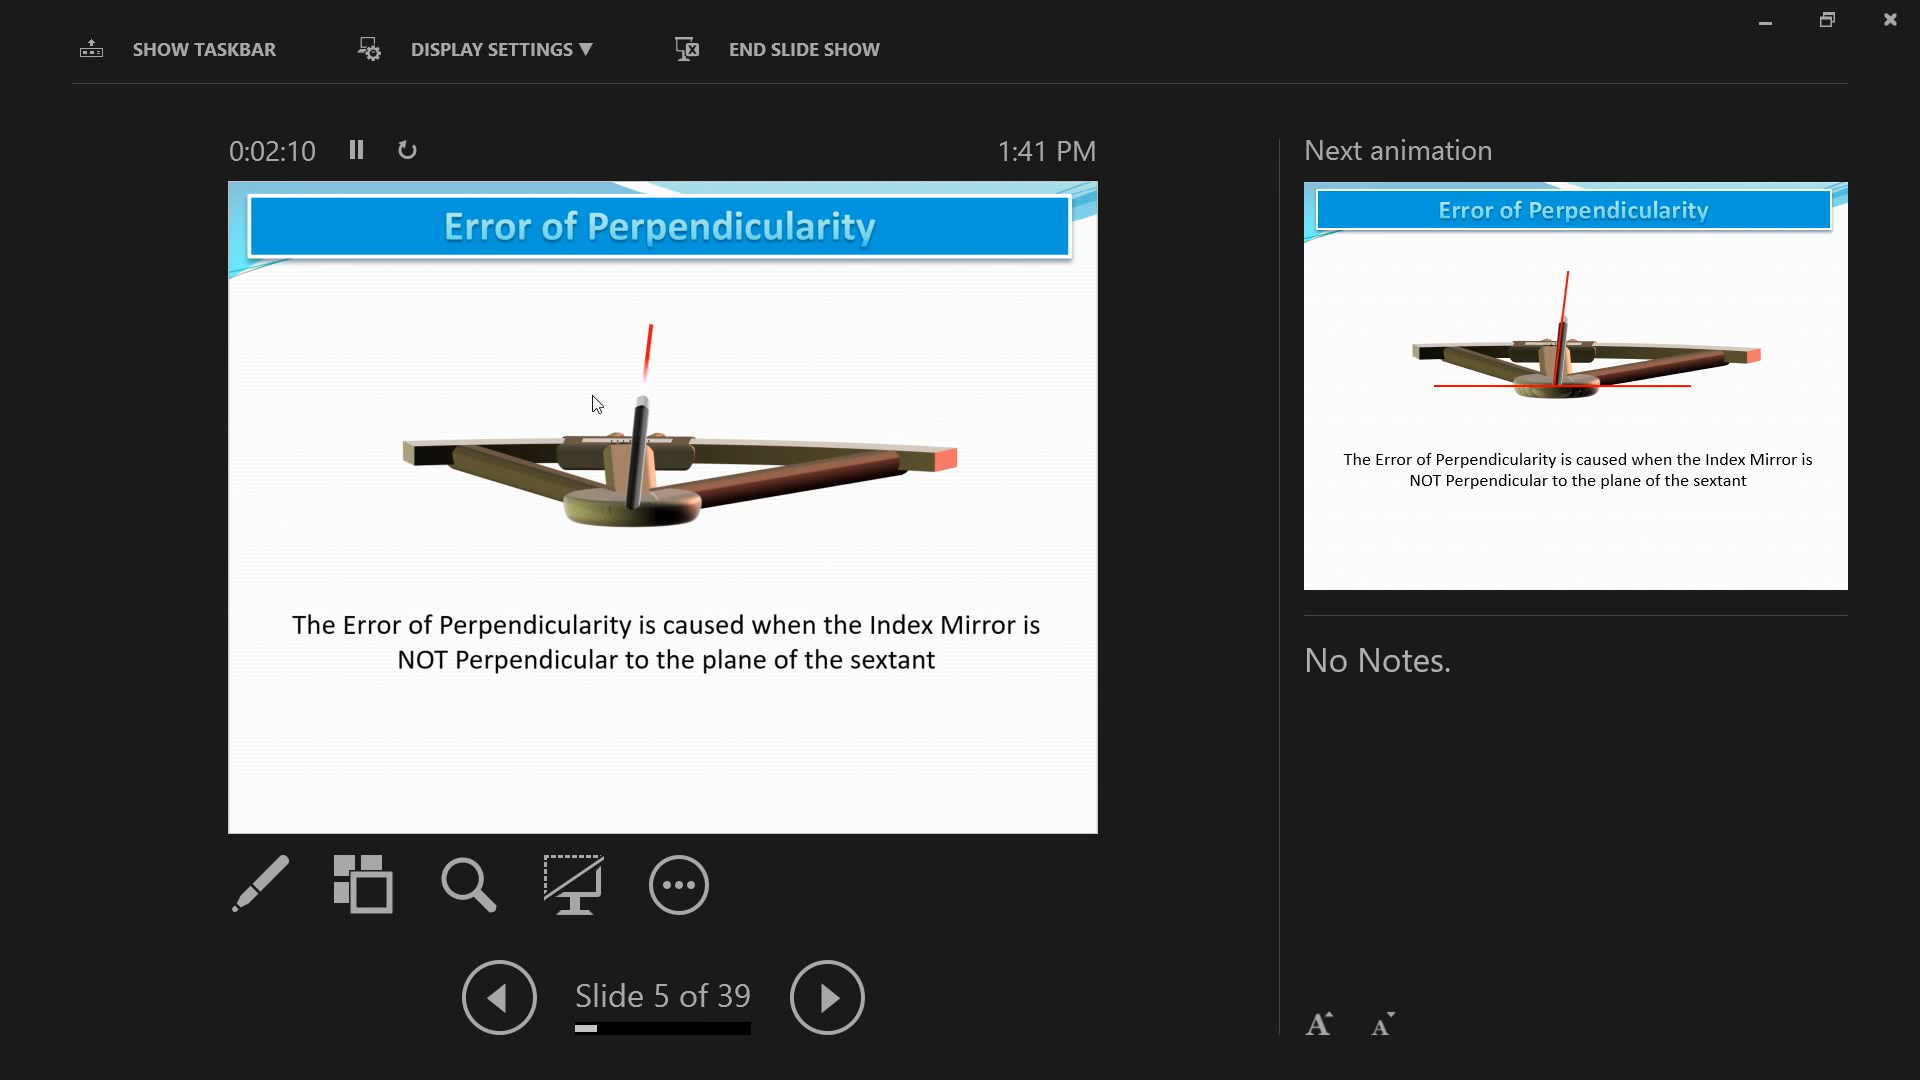 SHOW TASKBAR
DISPLAY SETTINGS ▼
END SLIDE SHOW
0:02:10
1:41 PM
Error of Perpendicularity
The Error of Perpendicularity is caused when the Index Mirror is
NOT Perpendicular to the plane of the sextant
Slide 5 of 39
Next animation
Error of Perpendicularity
The Error of Perpendicularity is caused when the Index Mirror is
NOT Perpendicular to the plane of the sextant
No Notes.
A
A